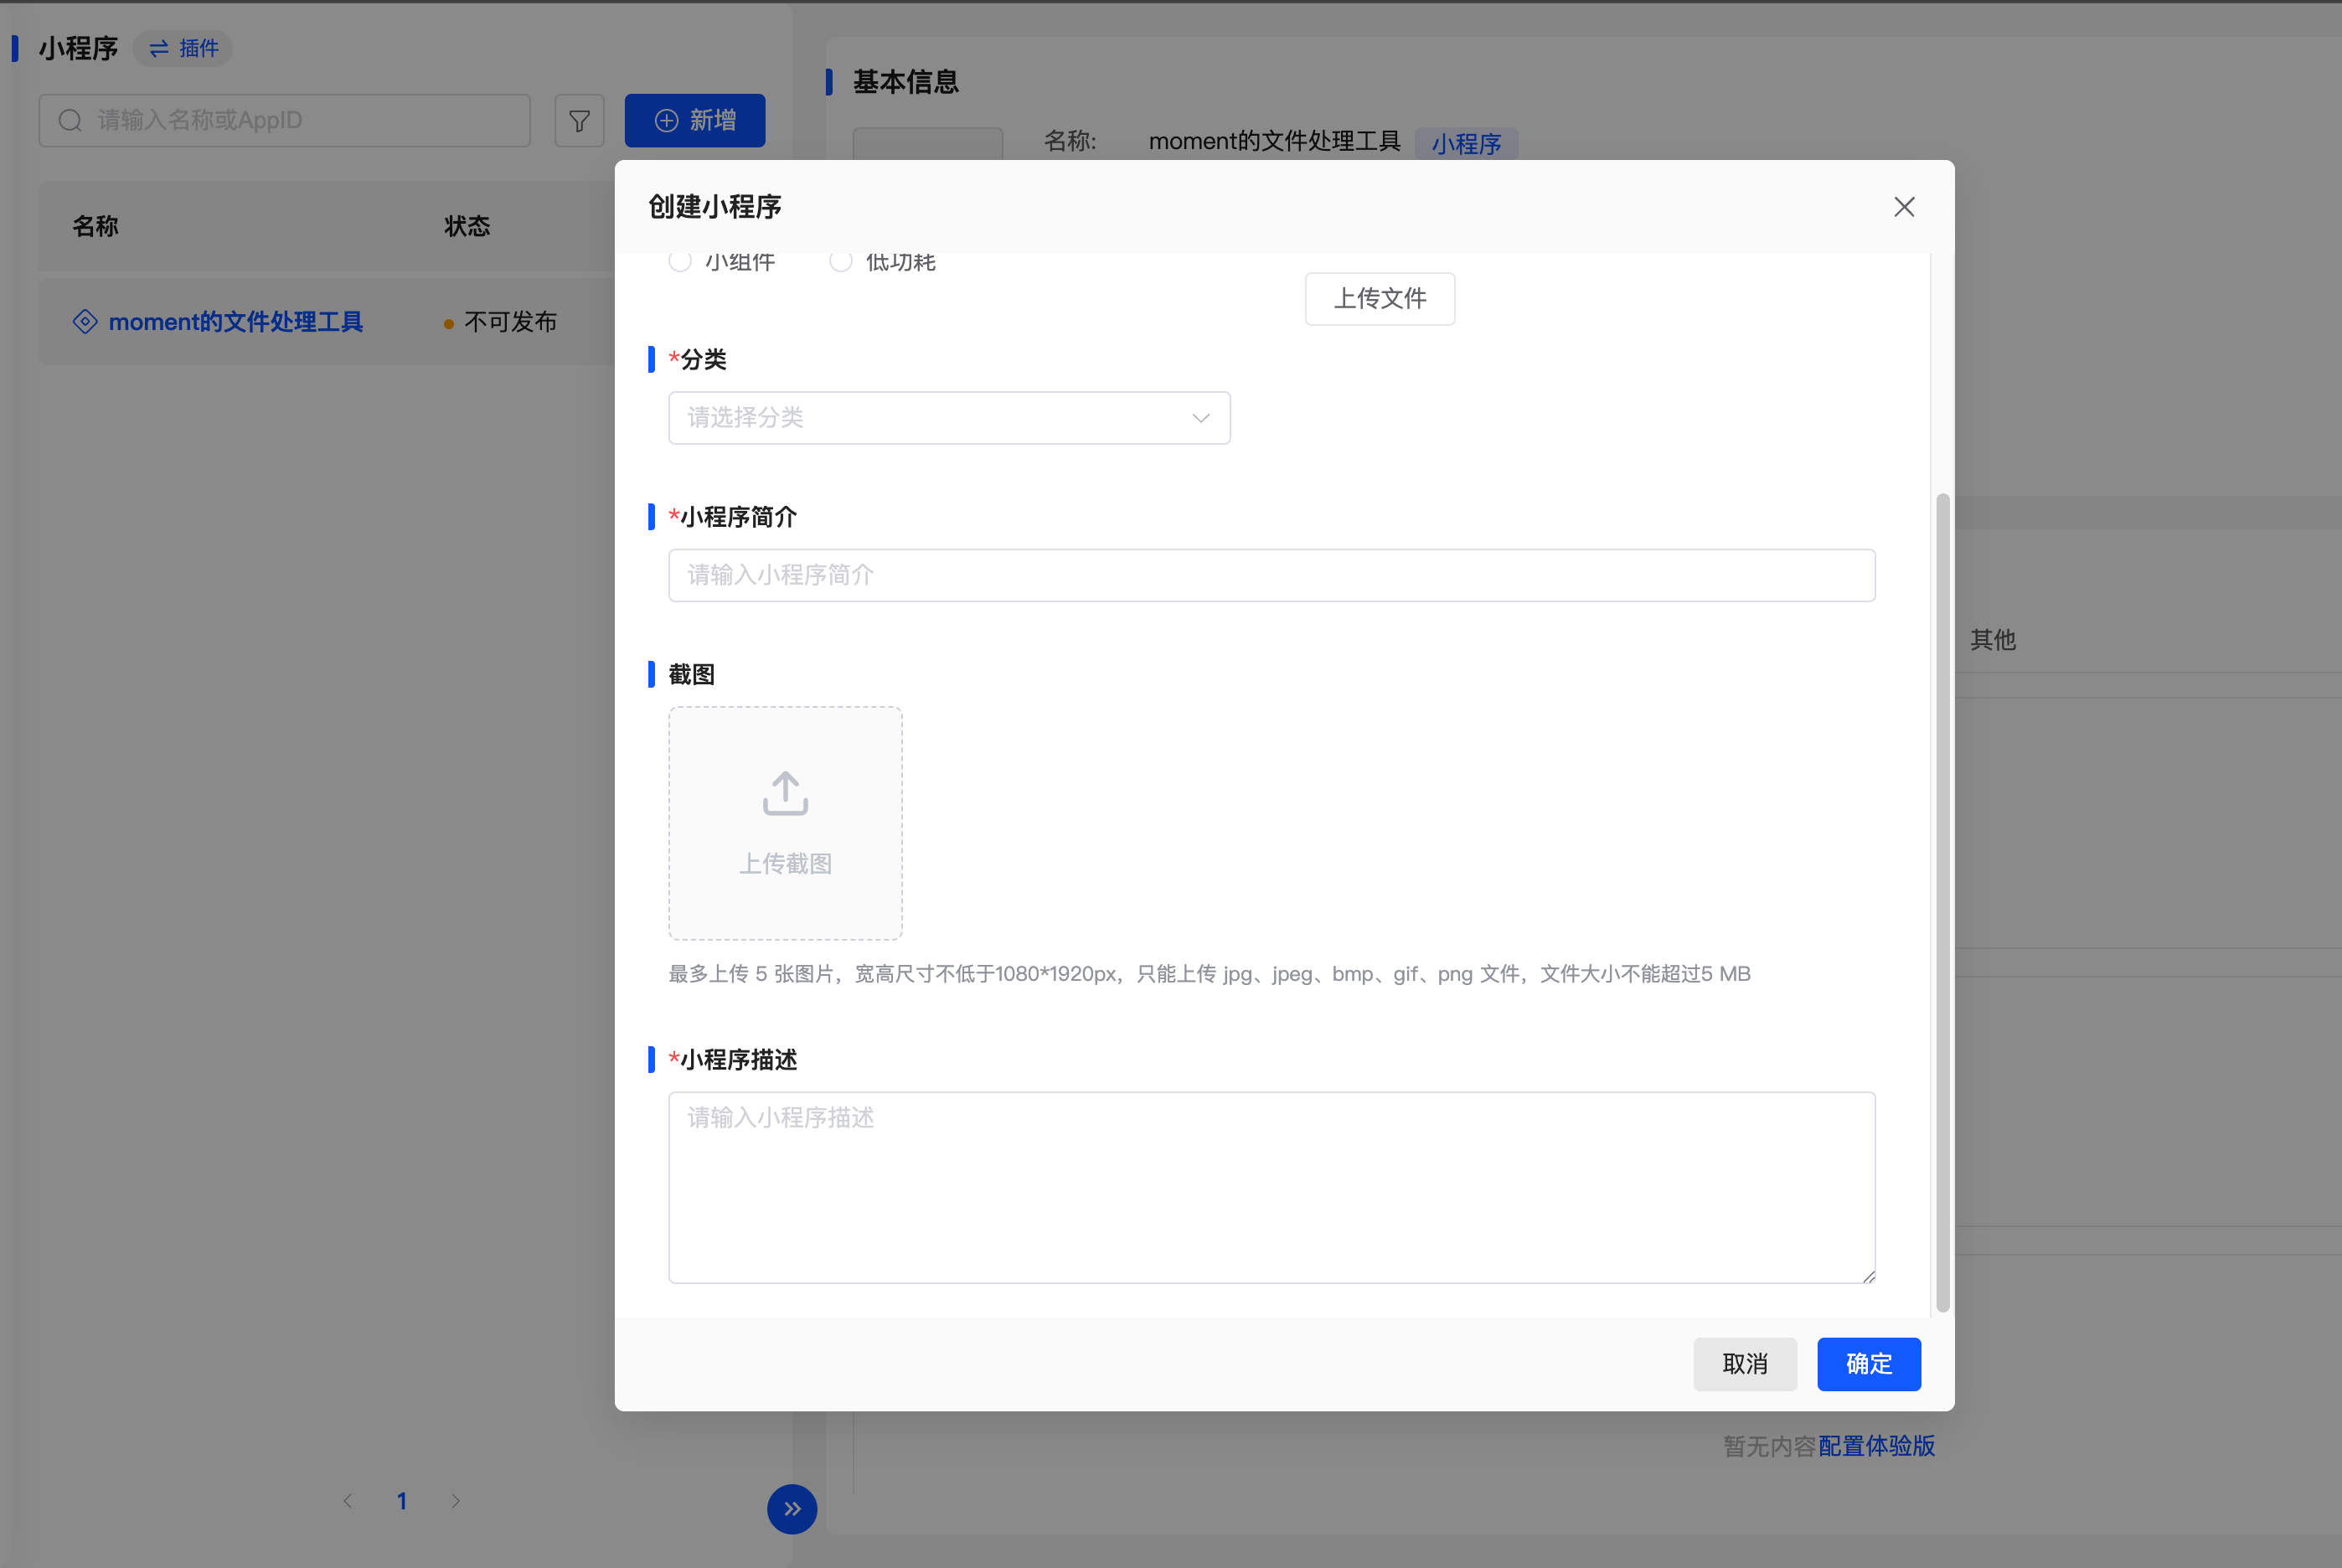 小程序
插件
请输入名称或AppID
新增
名称
状态
moment的文件处理工具
不可发布
1
基本信息
名称:
moment的文件处理工具
小程序
创建小程序
小组件
低功耗
上传文件
*分类
请选择分类
*小程序简介
请输入小程序简介
截图
上传截图
最多上传 5 张图片，宽高尺寸不低于1080*1920px，只能上传 jpg、jpeg、bmp、gif、png 文件，文件大小不能超过5 MB
*小程序描述
请输入小程序描述
取消
确定
其他
暂无内容配置体验版